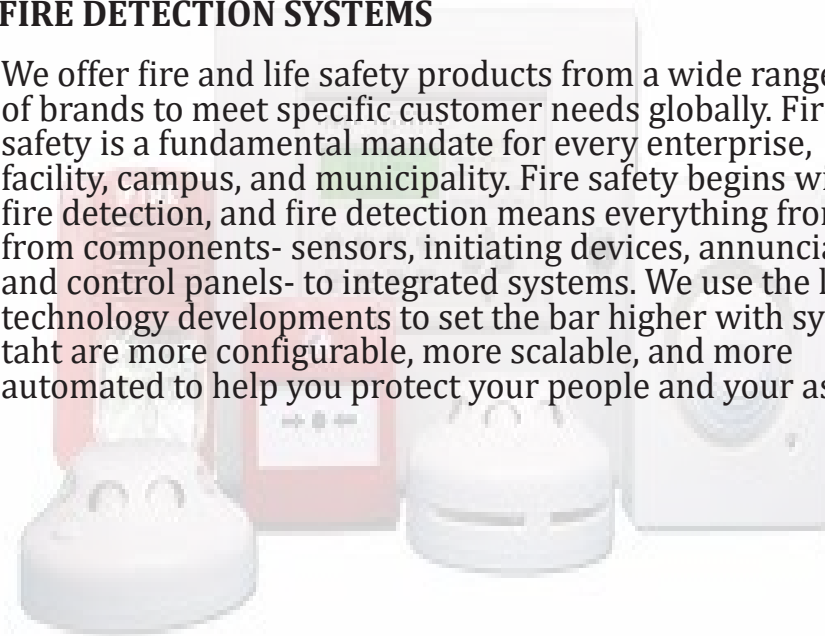 FIRE DETECTION SYSTEMS
We offer fire and life safety products from a wide range
of brands to meet specific customer needs globally. Fir
safety is a fundamental mandate for every enterprise,
facility, campus, and municipality. Fire safety begins wi
fire detection, and fire detection means everything from
from components- sensors, initiating devices, annuncia
and control panels- to integrated systems. We use the l
technology developments to set the bar higher with sy
taht are more configurable, more scalable, and more
automated to help you protect your people and your as